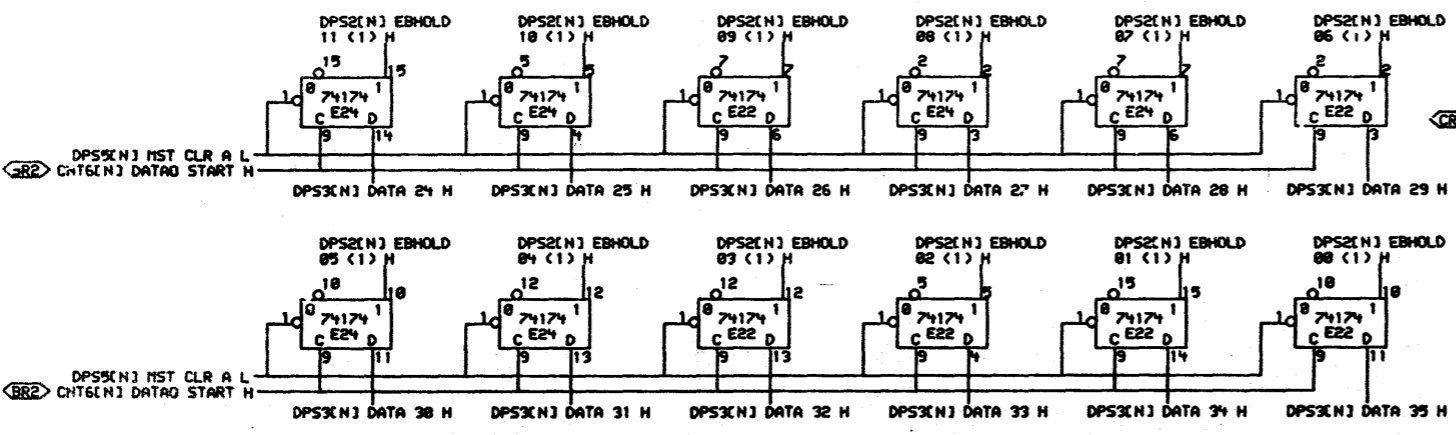 DPS2[N] EBHOLD DPS2[N] EBHOLD DPS2[N] EBHOLD DPS2[N] EBHOLD DPS2[N] EBHOLD DPS2[N] EBHOLD
11 (1) H 10 (1) H 09 (1) H 08 (1) H 07 (1) H 06 (1) H
15 15 5 5 7 7 2 2 7 7 2 2
0 1 0 1 0 1 0 1 0 1 0 1
1 74174 1 74174 1 74174 1 74174 1 74174 1 74174
E24 E24 E22 E24 E24 E22
C D C D C D C D C D C D
9 14 9 4 9 6 9 3 9 6 9 3
DPS5[N] MST CLR A L
CNT6[N] DATAO START H
DPS3[N] DATA 24 H DPS3[N] DATA 25 H DPS3[N] DATA 26 H DPS3[N] DATA 27 H DPS3[N] DATA 28 H DPS3[N] DATA 29 H
DPS2[N] EBHOLD DPS2[N] EBHOLD DPS2[N] EBHOLD DPS2[N] EBHOLD DPS2[N] EBHOLD DPS2[N] EBHOLD
05 (1) H 04 (1) H 03 (1) H 02 (1) H 01 (1) H 00 (1) H
10 10 12 12 12 12 5 5 15 15 10 10
0 1 0 1 0 1 0 1 0 1 0 1
1 74174 1 74174 1 74174 1 74174 1 74174 1 74174
E24 E24 E22 E22 E22 E22
C D C D C D C D C D C D
9 11 9 13 9 13 9 4 9 14 9 11
DPS5[N] MST CLR A L
BR2 CNT6[N] DATAO START H
DPS3[N] DATA 30 H DPS3[N] DATA 31 H DPS3[N] DATA 32 H DPS3[N] DATA 33 H DPS3[N] DATA 34 H DPS3[N] DATA 35 H